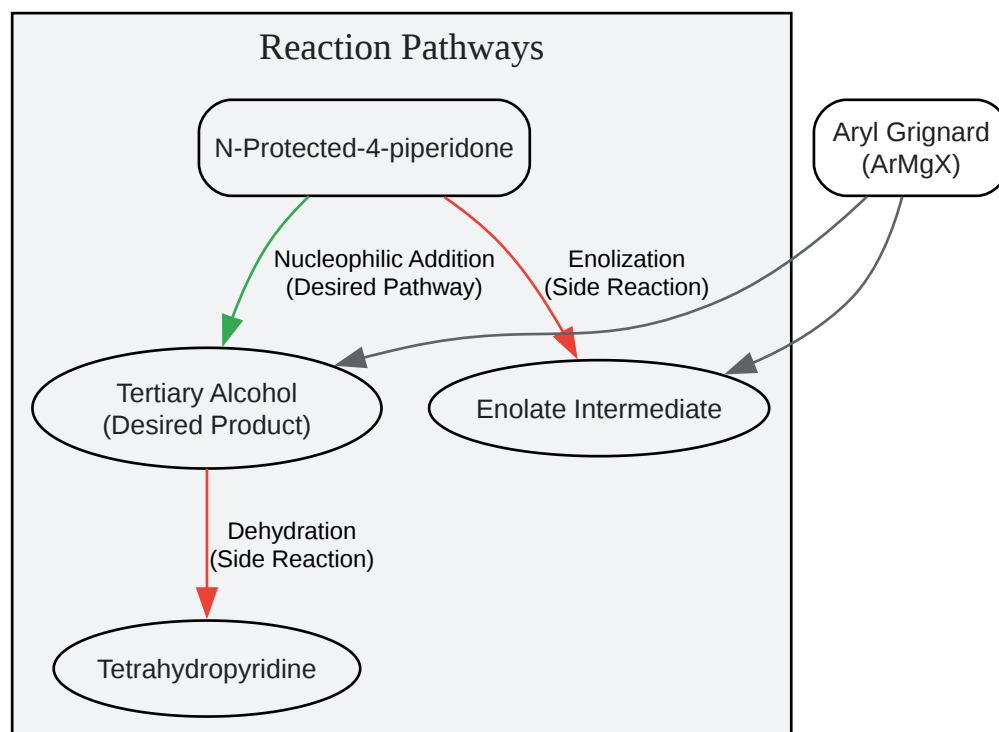 Reaction Pathways
N-Protected-4-piperidone
Aryl Grignard
(ArMgX)
Nucleophilic Addition
(Desired Pathway)
Enolization
(Side Reaction)
Tertiary Alcohol
(Desired Product)
Enolate Intermediate
Dehydration
(Side Reaction)
Tetrahydropyridine